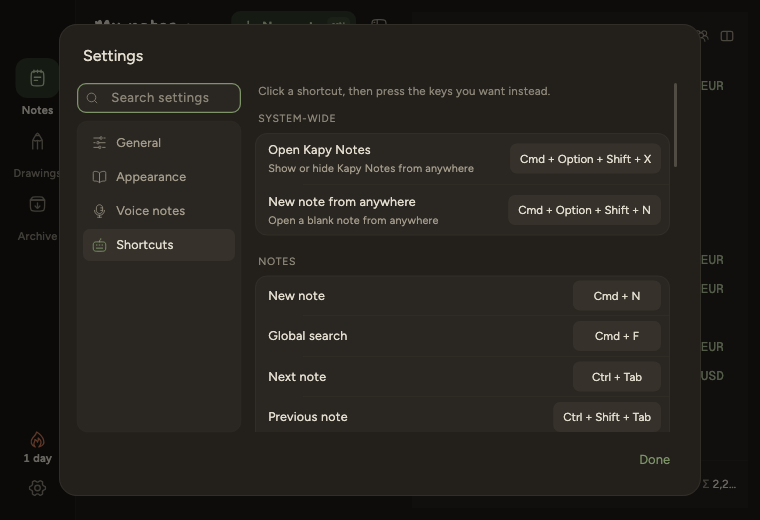 Settings
Search settings
General
Appearance
Voice notes
Shortcuts
Click a shortcut, then press the keys you want instead.
SYSTEM-WIDE
Open Kapy Notes
Show or hide Kapy Notes from anywhere
Cmd + Option + Shift + X
New note from anywhere
Open a blank note from anywhere
Cmd + Option + Shift + N
NOTES
New note
Cmd + N
Global search
Cmd + F
Next note
Ctrl + Tab
Previous note
Ctrl + Shift + Tab
Done
Notes
Drawings
Archive
1 day
EUR
EUR
EUR
EUR
USD
Σ 2,2...